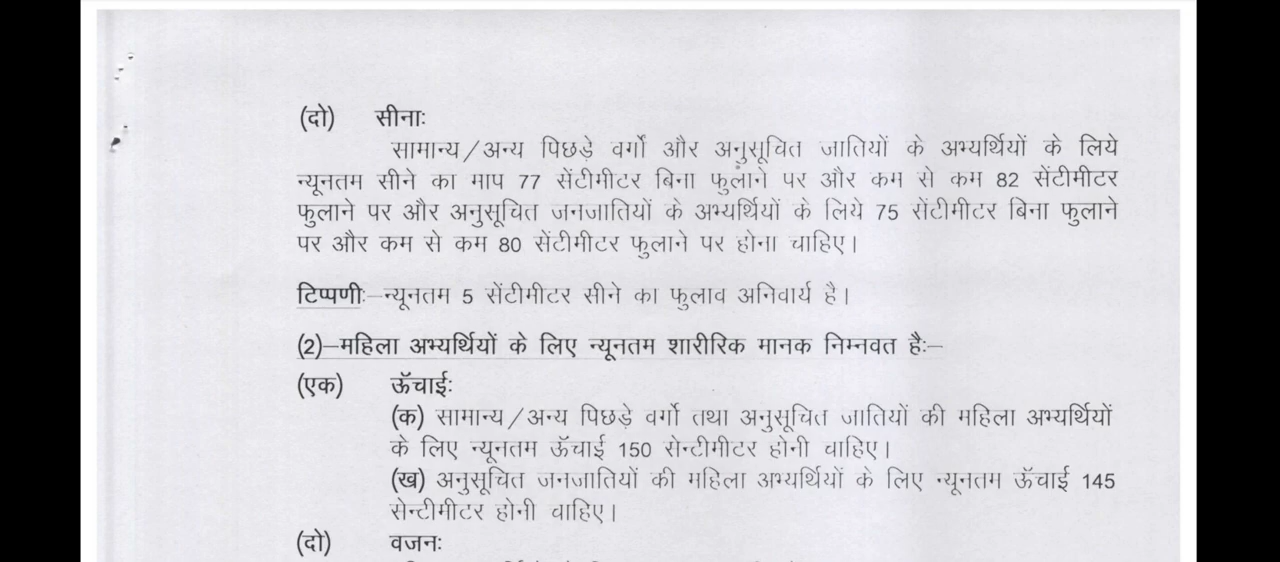 (दो) सीनाः
सामान्य/अन्य पिछड़े वर्गों और अनुसूचित जातियों के अभ्यर्थियों के लिये
न्यूनतम सीने का माप 77 सेंटीमीटर बिना फुलाने पर और कम से कम 82 सेंटीमीटर
फुलाने पर और अनुसूचित जनजातियों के अभ्यर्थियों के लिये 75 सेंटीमीटर बिना फुलाने
पर और कम से कम 80 सेंटीमीटर फुलाने पर होना चाहिए।
टिप्पणीः–न्यूनतम 5 सेंटीमीटर सीने का फुलाव अनिवार्य है।
(2)–महिला अभ्यर्थियों के लिए न्यूनतम शारीरिक मानक निम्नवत हैः–
(एक) ऊॅचाईः
(क) सामान्य/अन्य पिछड़े वर्गो तथा अनुसूचित जातियों की महिला अभ्यर्थियों
के लिए न्यूनतम ऊॅचाई 150 सेन्टीमीटर होनी चाहिए।
(ख) अनुसूचित जनजातियों की महिला अभ्यर्थियों के लिए न्यूनतम ऊॅचाई 145
सेन्टीमीटर होनी चाहिए।
(दो) वजनः